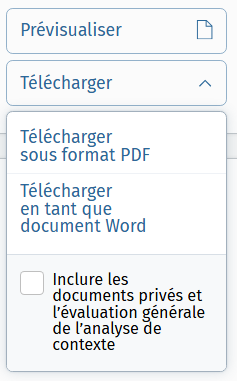 Prévisualiser
Télécharger
Télécharger
sous format PDF
Télécharger
en tant que
document Word
Inclure les
documents privés et
l’évaluation générale
de l’analyse de
contexte